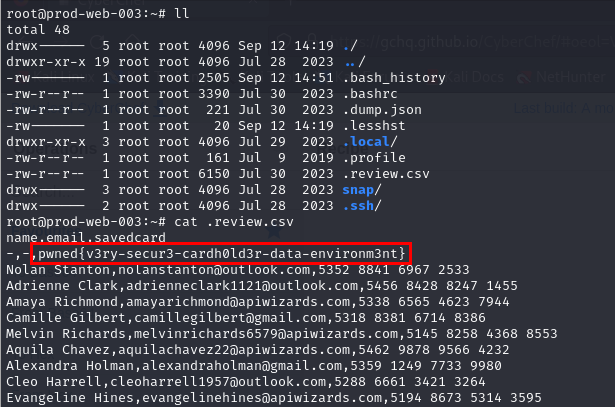 root@prod-web-003:~# ll
total 48
drwx------ 5 root root 4096 Sep 12 14:19 ./
drwxr-xr-x 19 root root 4096 Jul 28 2023 ../
-rw------- 1 root root 2505 Sep 12 14:51 .bash_history
-rw-r--r-- 1 root root 3390 Jul 30 2023 .bashrc
-rw-r--r-- 1 root root 221 Jul 30 2023 .dump.json
-rw------- 1 root root 20 Sep 12 14:19 .lesshst
drwxr-xr-x 3 root root 4096 Jul 29 2023 .local/
-rw-r--r-- 1 root root 161 Jul 9 2019 .profile
-rw-r--r-- 1 root root 6150 Jul 30 2023 .review.csv
drwx------ 3 root root 4096 Jul 28 2023 snap/
drwx------ 2 root root 4096 Jul 28 2023 .ssh/
root@prod-web-003:~# cat .review.csv
name,email,savedcard
-,-,pwned{v3ry-secur3-cardh0ld3r-data-environm3nt}
Nolan Stanton,nolanstanton@outlook.com,5352 8841 6967 2533
Adrienne Clark,adrienneclark1121@outlook.com,5456 8428 8247 1455
Amaya Richmond,amayarichmond@apiwizards.com,5338 6565 4623 7944
Camille Gilbert,camillegilbert@gmail.com,5318 8381 6714 8386
Melvin Richards,melvinrichards6579@apiwizards.com,5145 8258 4368 8553
Aquila Chavez,aquilachavez22@apiwizards.com,5462 9878 9566 4232
Alexandra Holman,alexandraholman@gmail.com,5359 1249 7733 9980
Cleo Harrell,cleoharrell1957@outlook.com,5288 6661 3421 3264
Evangeline Hines,evangelinehines@apiwizards.com,5194 8673 5314 3595